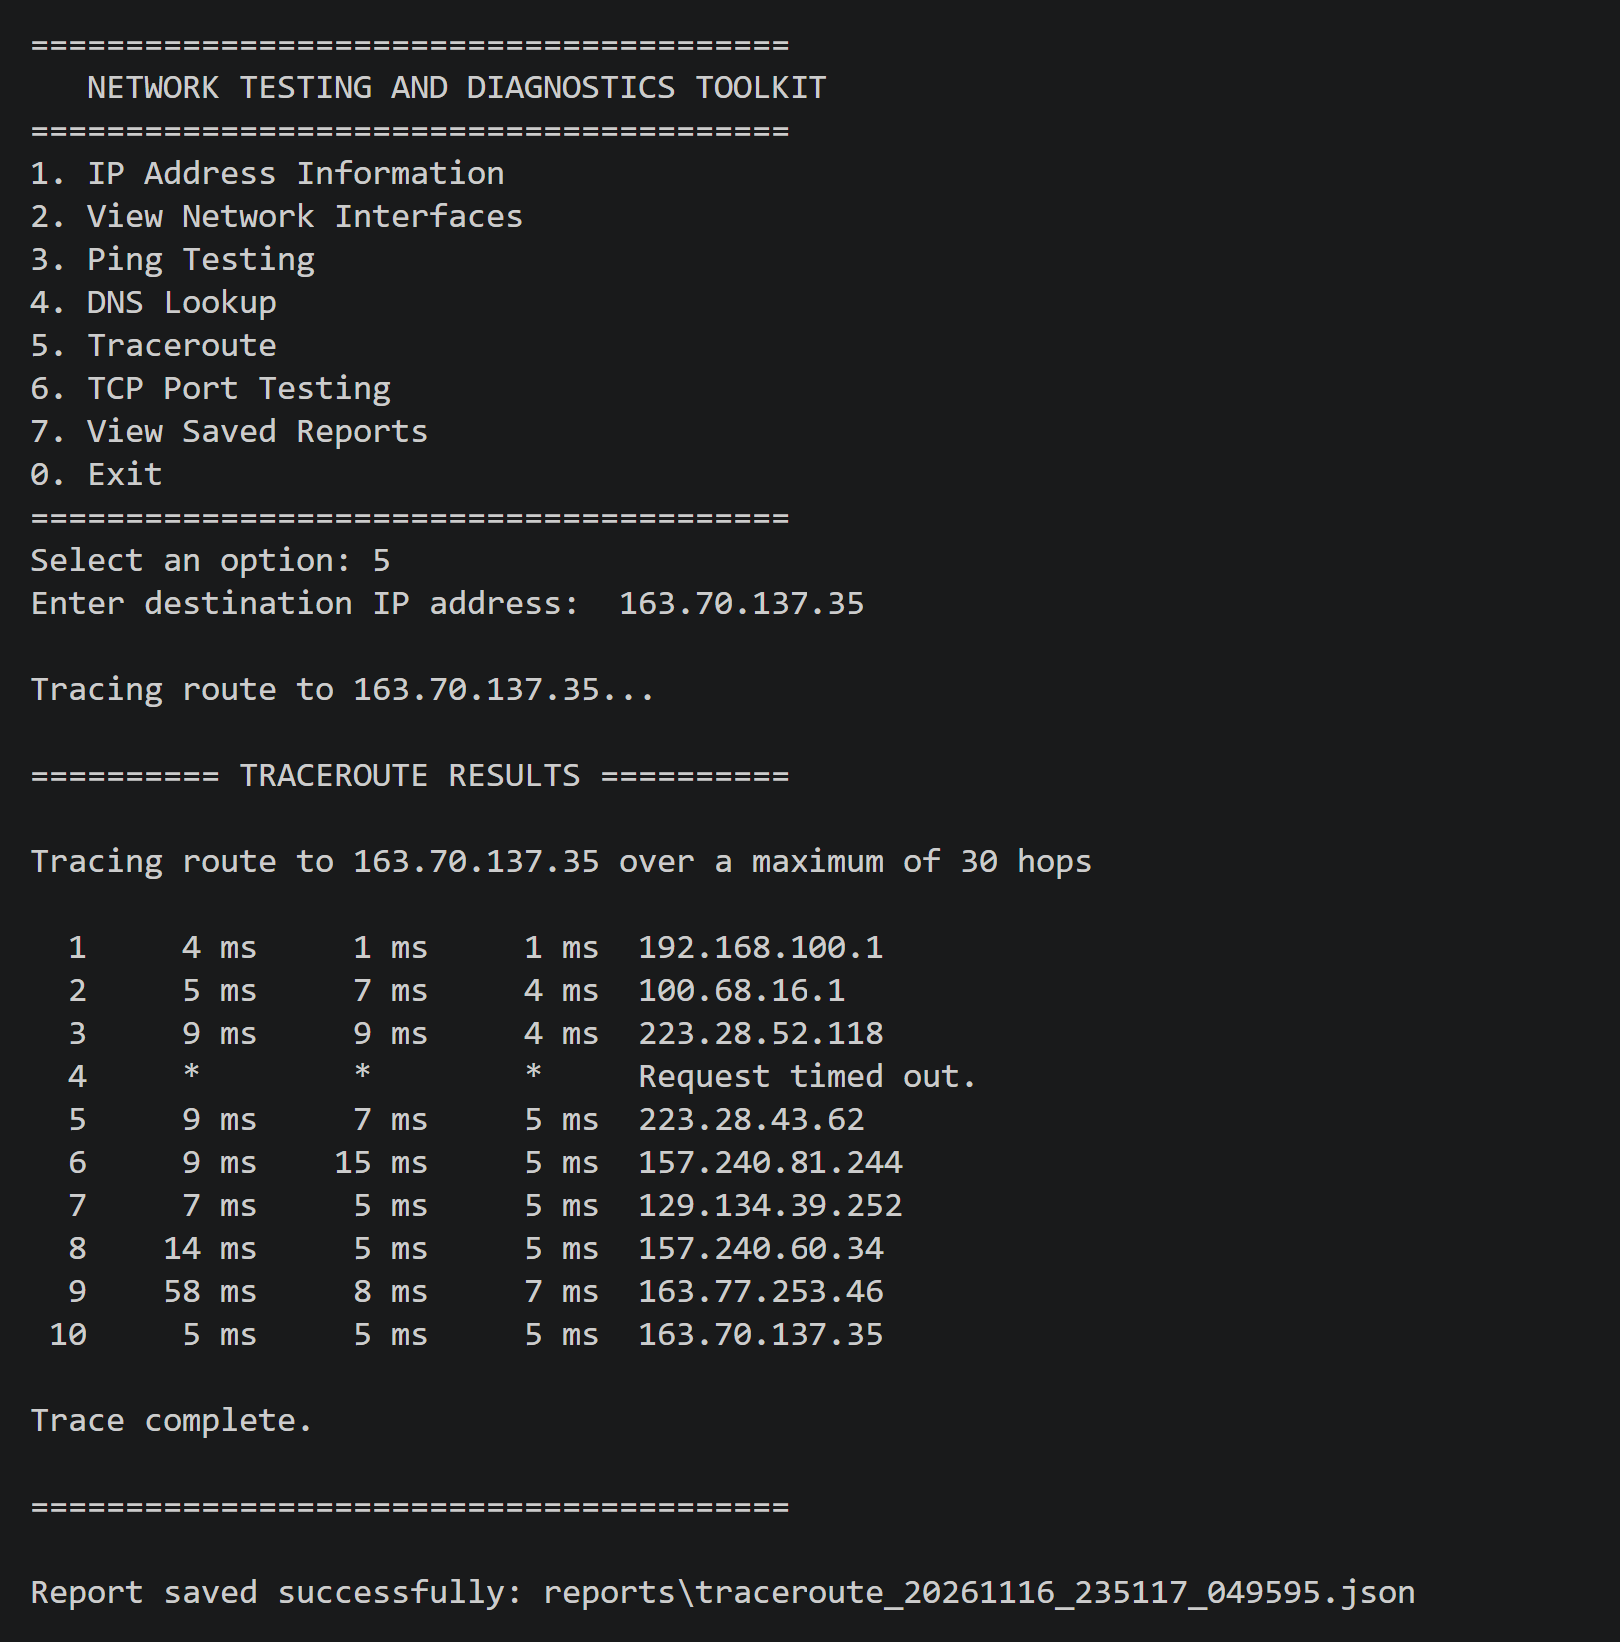 ========================================
   NETWORK TESTING AND DIAGNOSTICS TOOLKIT
========================================
1. IP Address Information
2. View Network Interfaces
3. Ping Testing
4. DNS Lookup
5. Traceroute
6. TCP Port Testing
7. View Saved Reports
0. Exit
========================================
Select an option: 5
Enter destination IP address:  163.70.137.35

Tracing route to 163.70.137.35...

========== TRACEROUTE RESULTS ==========

Tracing route to 163.70.137.35 over a maximum of 30 hops

  1     4 ms     1 ms     1 ms  192.168.100.1
  2     5 ms     7 ms     4 ms  100.68.16.1
  3     9 ms     9 ms     4 ms  223.28.52.118
  4     *        *        *     Request timed out.
  5     9 ms     7 ms     5 ms  223.28.43.62
  6     9 ms    15 ms     5 ms  157.240.81.244
  7     7 ms     5 ms     5 ms  129.134.39.252
  8    14 ms     5 ms     5 ms  157.240.60.34
  9    58 ms     8 ms     7 ms  163.77.253.46
 10     5 ms     5 ms     5 ms  163.70.137.35

Trace complete.

========================================

Report saved successfully: reports\traceroute_20261116_235117_049595.json